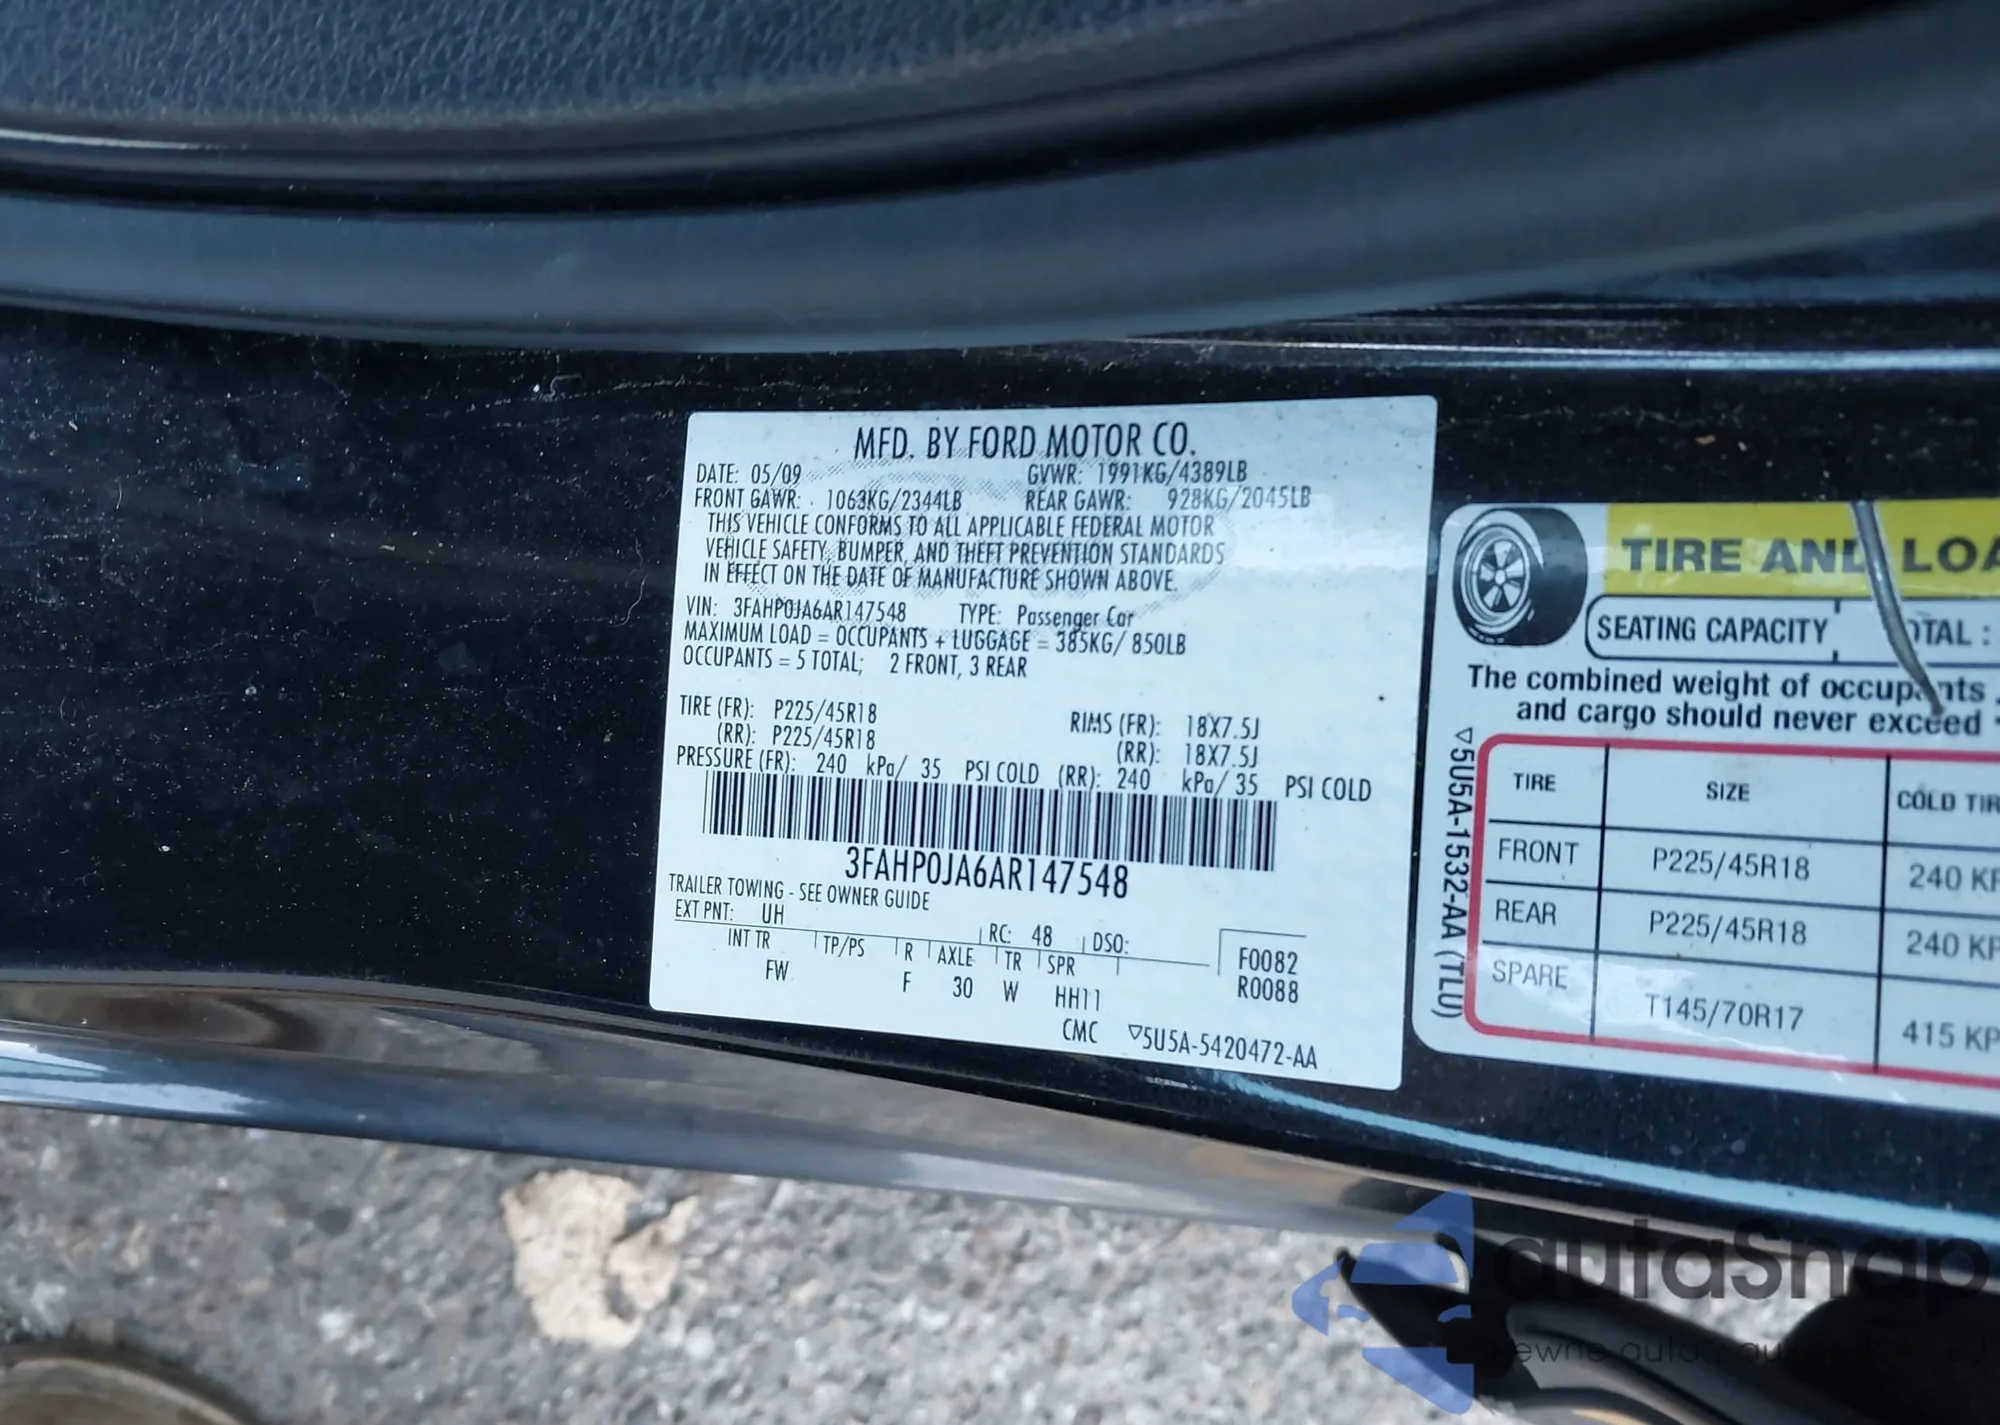 MFD. BY FORD MOTOR CO.
DATE: 05/09 GVWR: 1991KG/4389LB
FRONT GAWR: 1063KG/2344LB REAR GAWR: 928KG/2045LB
THIS VEHICLE CONFORMS TO ALL APPLICABLE FEDERAL MOTOR
VEHICLE SAFETY, BUMPER, AND THEFT PREVENTION STANDARDS
IN EFFECT ON THE DATE OF MANUFACTURE SHOWN ABOVE.
VIN: 3FAHP0JA6AR147548 TYPE: Passenger Car
MAXIMUM LOAD = OCCUPANTS + LUGGAGE = 385KG/ 850LB
OCCUPANTS = 5 TOTAL; 2 FRONT, 3 REAR
TIRE (FR): P225/45R18 RIMS (FR): 18X7.5J
(RR): P225/45R18 (RR): 18X7.5J
PRESSURE (FR): 240 kPa/ 35 PSI COLD (RR): 240 kPa/ 35 PSI COLD
3FAHP0JA6AR147548
TRAILER TOWING - SEE OWNER GUIDE
EXT PNT: UH RC: 48 DSO:
INT TR TP/PS R AXLE TR SPR F0082
FW F 30 W HH11 R0088
CMC ▽5U5A-5420472-AA
TIRE AND LOA
SEATING CAPACITY OTAL :
The combined weight of occupants
and cargo should never exceed
▽5U5A-1532-AA (TLU)
TIRE SIZE COLD TIR
FRONT P225/45R18 240 KP
REAR P225/45R18 240 KP
SPARE T145/70R17 415 KP
autaSnap